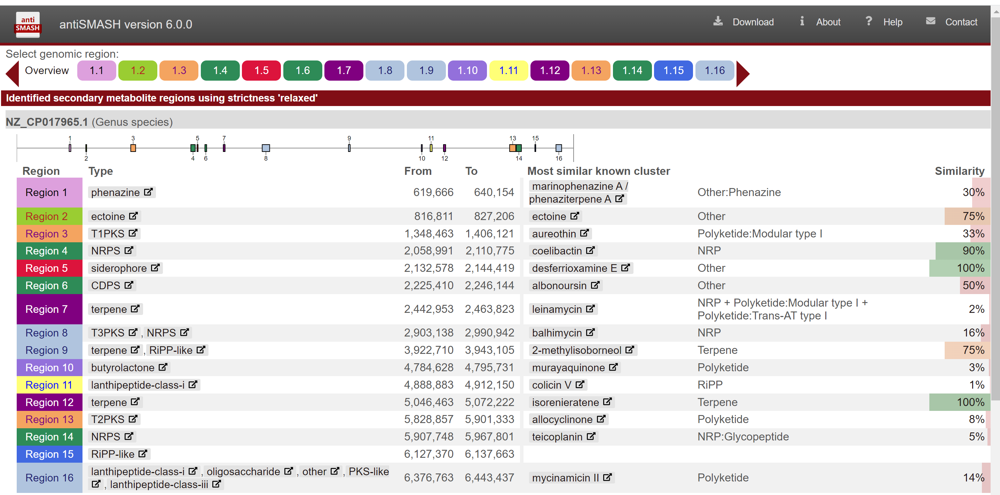 anti
SMASH
antiSMASH version 6.0.0
Download
About
? Help
Contact
Select genomic region:
Overview 1.1 1.2 1.3 1.4 1.5 1.6 1.7 1.8 1.9 1.10 1.11 1.12 1.13 1.14 1.15 1.16
Identified secondary metabolite regions using strictness 'relaxed'
NZ_CP017965.1 (Genus species)
1 3 5 7 9 11 13 15
2 4 6 8 10 12 14 16
Region Type From To Most similar known cluster Similarity
Region 1 phenazine 619,666 640,154 marinophenazine A / phenaziterpene A Other:Phenazine 30%
Region 2 ectoine 816,811 827,206 ectoine Other 75%
Region 3 T1PKS 1,348,463 1,406,121 aureothin Polyketide:Modular type I 33%
Region 4 NRPS 2,058,991 2,110,775 coelibactin NRP 90%
Region 5 siderophore 2,132,578 2,144,419 desferrioxamine E Other 100%
Region 6 CDPS 2,225,410 2,246,144 albonoursin Other 50%
Region 7 terpene 2,442,953 2,463,823 leinamycin NRP + Polyketide:Modular type I + Polyketide:Trans-AT type I 2%
Region 8 T3PKS , NRPS 2,903,138 2,990,942 balhimycin NRP 16%
Region 9 terpene , RiPP-like 3,922,710 3,943,105 2-methylisoborneol Terpene 75%
Region 10 butyrolactone 4,784,628 4,795,731 murayaquinone Polyketide 3%
Region 11 lanthipeptide-class-i 4,888,883 4,912,150 colicin V RiPP 1%
Region 12 terpene 5,046,463 5,072,222 isorenieratene Terpene 100%
Region 13 T2PKS 5,828,857 5,901,333 allocyclinone Polyketide 8%
Region 14 NRPS 5,907,748 5,967,801 teicoplanin NRP:Glycopeptide 5%
Region 15 RiPP-like 6,127,370 6,137,663
Region 16 lanthipeptide-class-i , oligosaccharide , other , PKS-like , lanthipeptide-class-iii 6,376,763 6,443,437 mycinamicin II Polyketide 14%